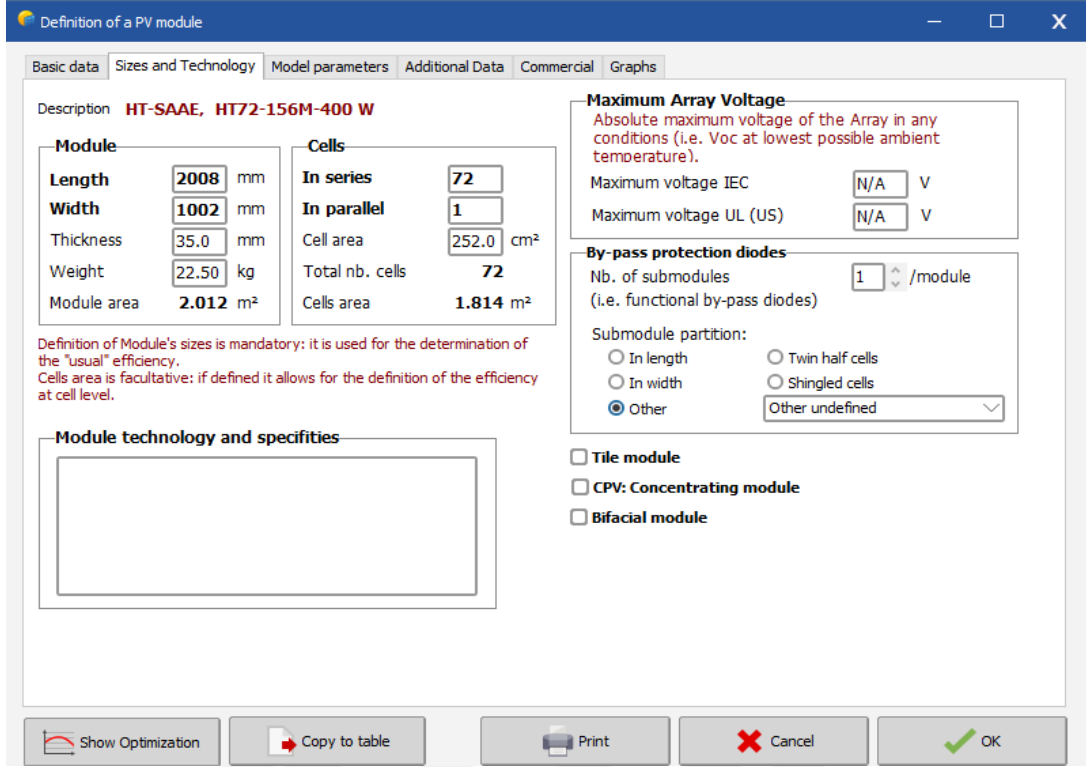 Definition of a PV module
Basic data Sizes and Technology Model parameters Additional Data Commercial Graphs
Description HT-SAAE, HT72-156M-400 W
Module
Length 2008 mm
Width 1002 mm
Thickness 35.0 mm
Weight 22.50 kg
Module area 2.012 m²
Cells
In series 72
In parallel 1
Cell area 252.0 cm²
Total nb. cells 72
Cells area 1.814 m²
Definition of Module's sizes is mandatory: it is used for the determination of
the "usual" efficiency.
Cells area is facultative: if defined it allows for the definition of the efficiency
at cell level.
Module technology and specifities
Maximum Array Voltage
Absolute maximum voltage of the Array in any
conditions (i.e. Voc at lowest possible ambient
temperature).
Maximum voltage IEC N/A V
Maximum voltage UL (US) N/A V
By-pass protection diodes
Nb. of submodules 1 /module
(i.e. functional by-pass diodes)
Submodule partition:
In length Twin half cells
In width Shingled cells
Other Other undefined
Tile module
CPV: Concentrating module
Bifacial module
Show Optimization Copy to table Print Cancel OK